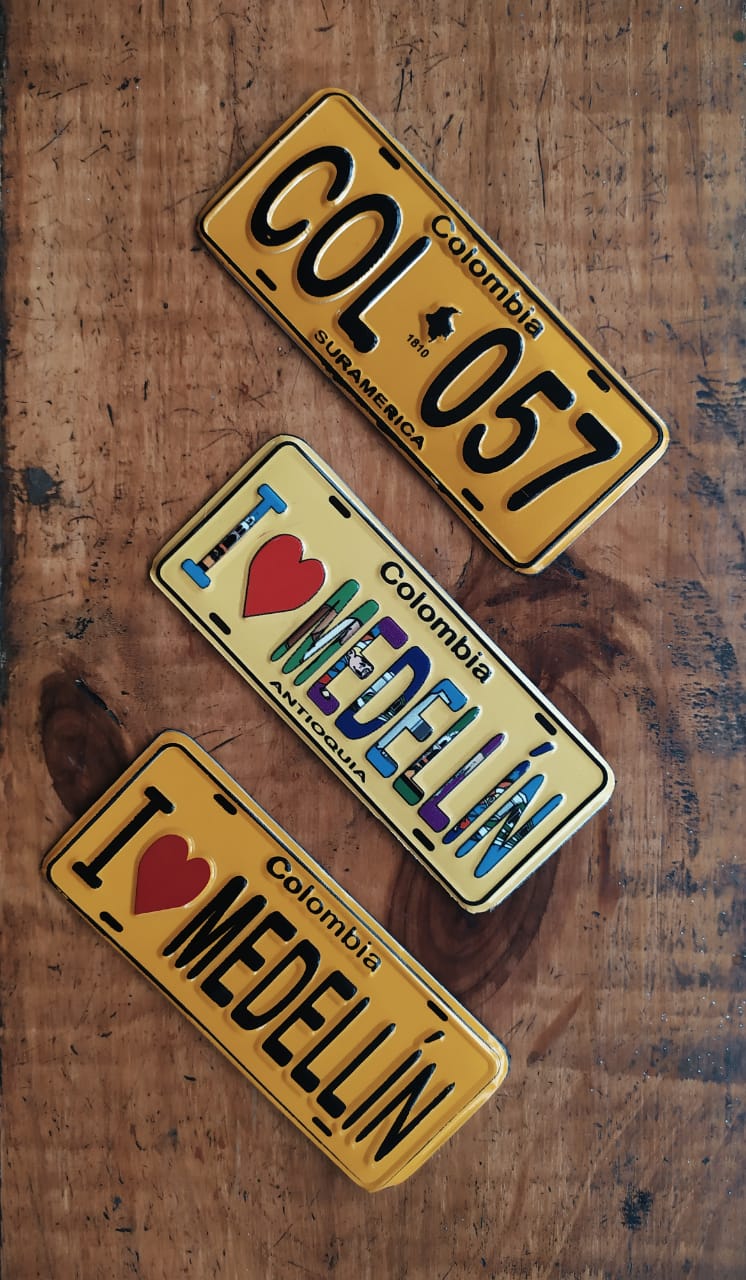 Colombia
COL 057
1810
SURAMERICA
Colombia
I ❤ MEDELLÍN
ANTIOQUIA
Colombia
I ❤ MEDELLÍN